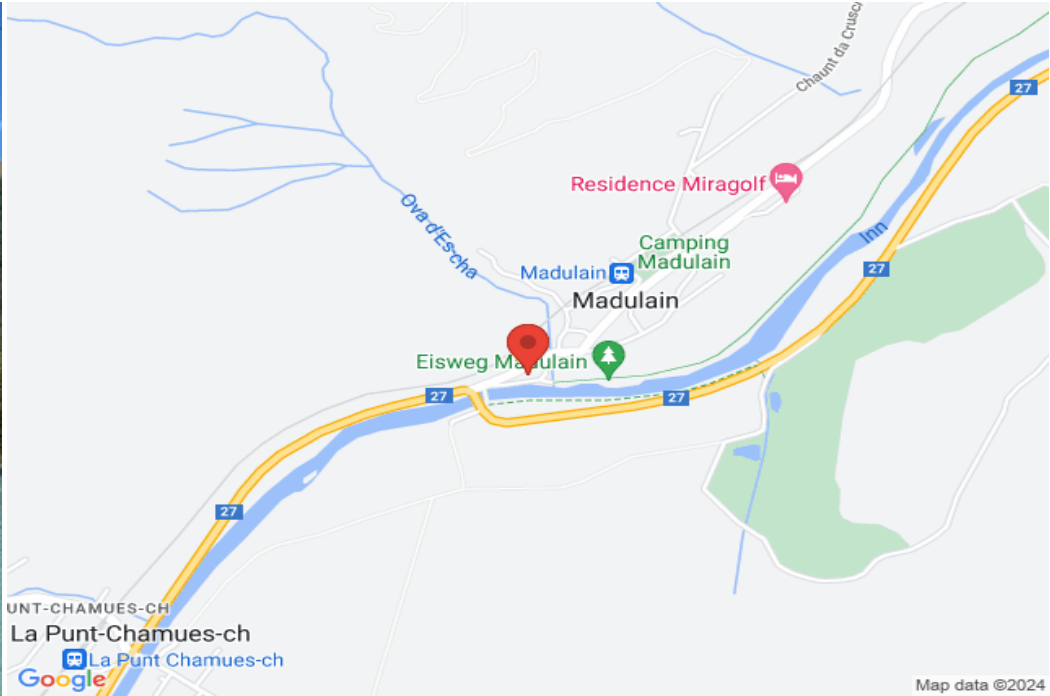 Chaunt da Crusc
27
Residence Miragolf
Ova d'Es-cha
Inn
Camping
Madulain
27
Madulain
Madulain
Eisweg Madulain
27
27
27
UNT-CHAMUES-CH
La Punt-Chamues-ch
La Punt Chamues-ch
Google
Map data ©2024